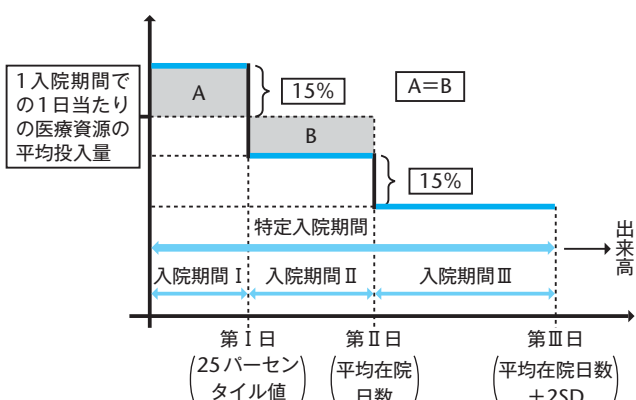 1入院期間で
の1日当たり
の医療資源の
平均投入量
A
15%
A＝B
B
15%
特定入院期間
出来高
入院期間Ⅰ
入院期間Ⅱ
入院期間Ⅲ
第Ⅰ日
第Ⅱ日
第Ⅲ日
(25パーセン
タイル値)
(平均在院
日数)
(平均在院日数
＋2SD)